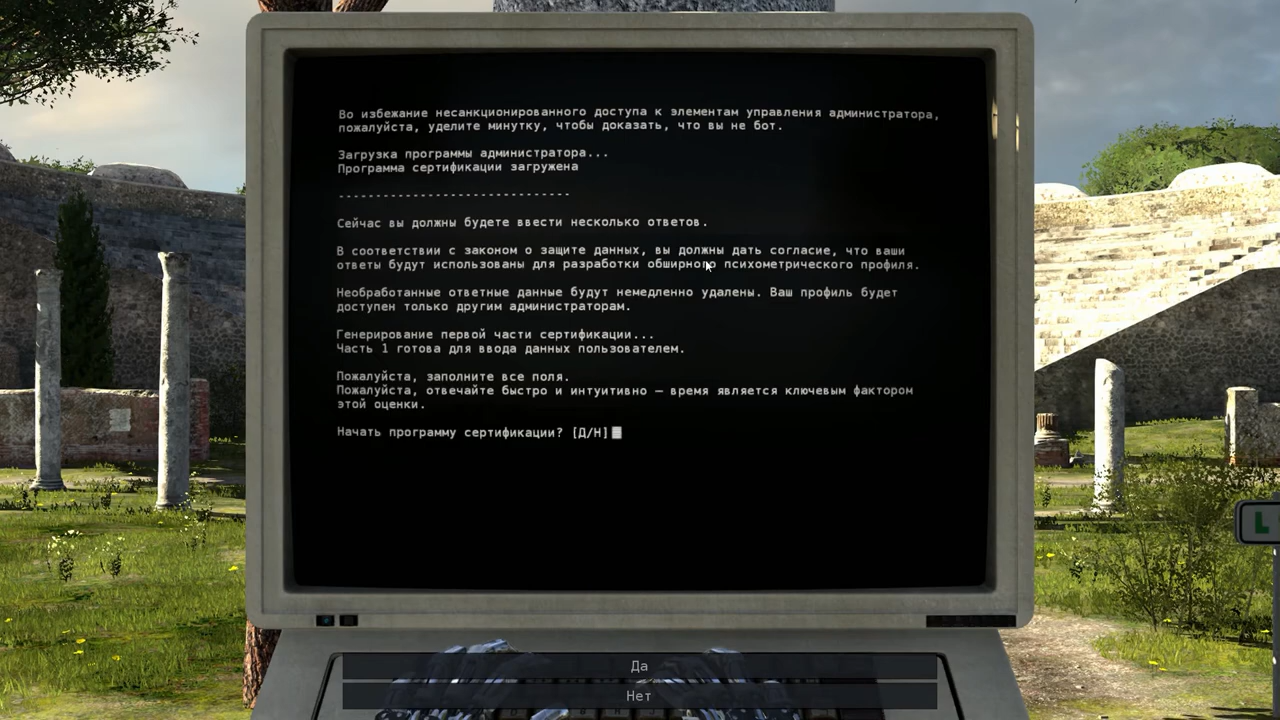 Во избежание несанкционированного доступа к элементам управления администратора,
пожалуйста, уделите минутку, чтобы доказать, что вы не бот.
Загрузка программы администратора...
Программа сертификации загружена
--------------------------------
Сейчас вы должны будете ввести несколько ответов.
В соответствии с законом о защите данных, вы должны дать согласие, что ваши
ответы будут использованы для разработки обширного психометрического профиля.
Необработанные ответные данные будут немедленно удалены. Ваш профиль будет
доступен только другим администраторам.
Генерирование первой части сертификации...
Часть 1 готова для ввода данных пользователем.
Пожалуйста, заполните все поля.
Пожалуйста, отвечайте быстро и интуитивно — время является ключевым фактором
этой оценки.
Начать программу сертификации? [Д/Н]
L
Да
Нет